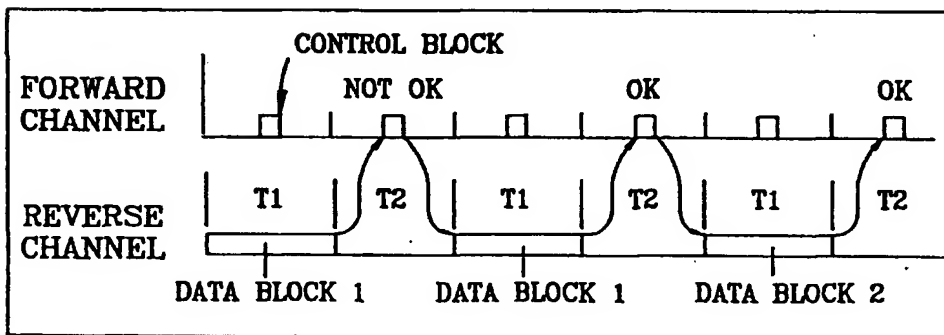 CONTROL BLOCK
FORWARD CHANNEL
NOT OK
OK
OK
T1
T2
T1
T2
T1
T2
REVERSE CHANNEL
DATA BLOCK 1
DATA BLOCK 1
DATA BLOCK 2